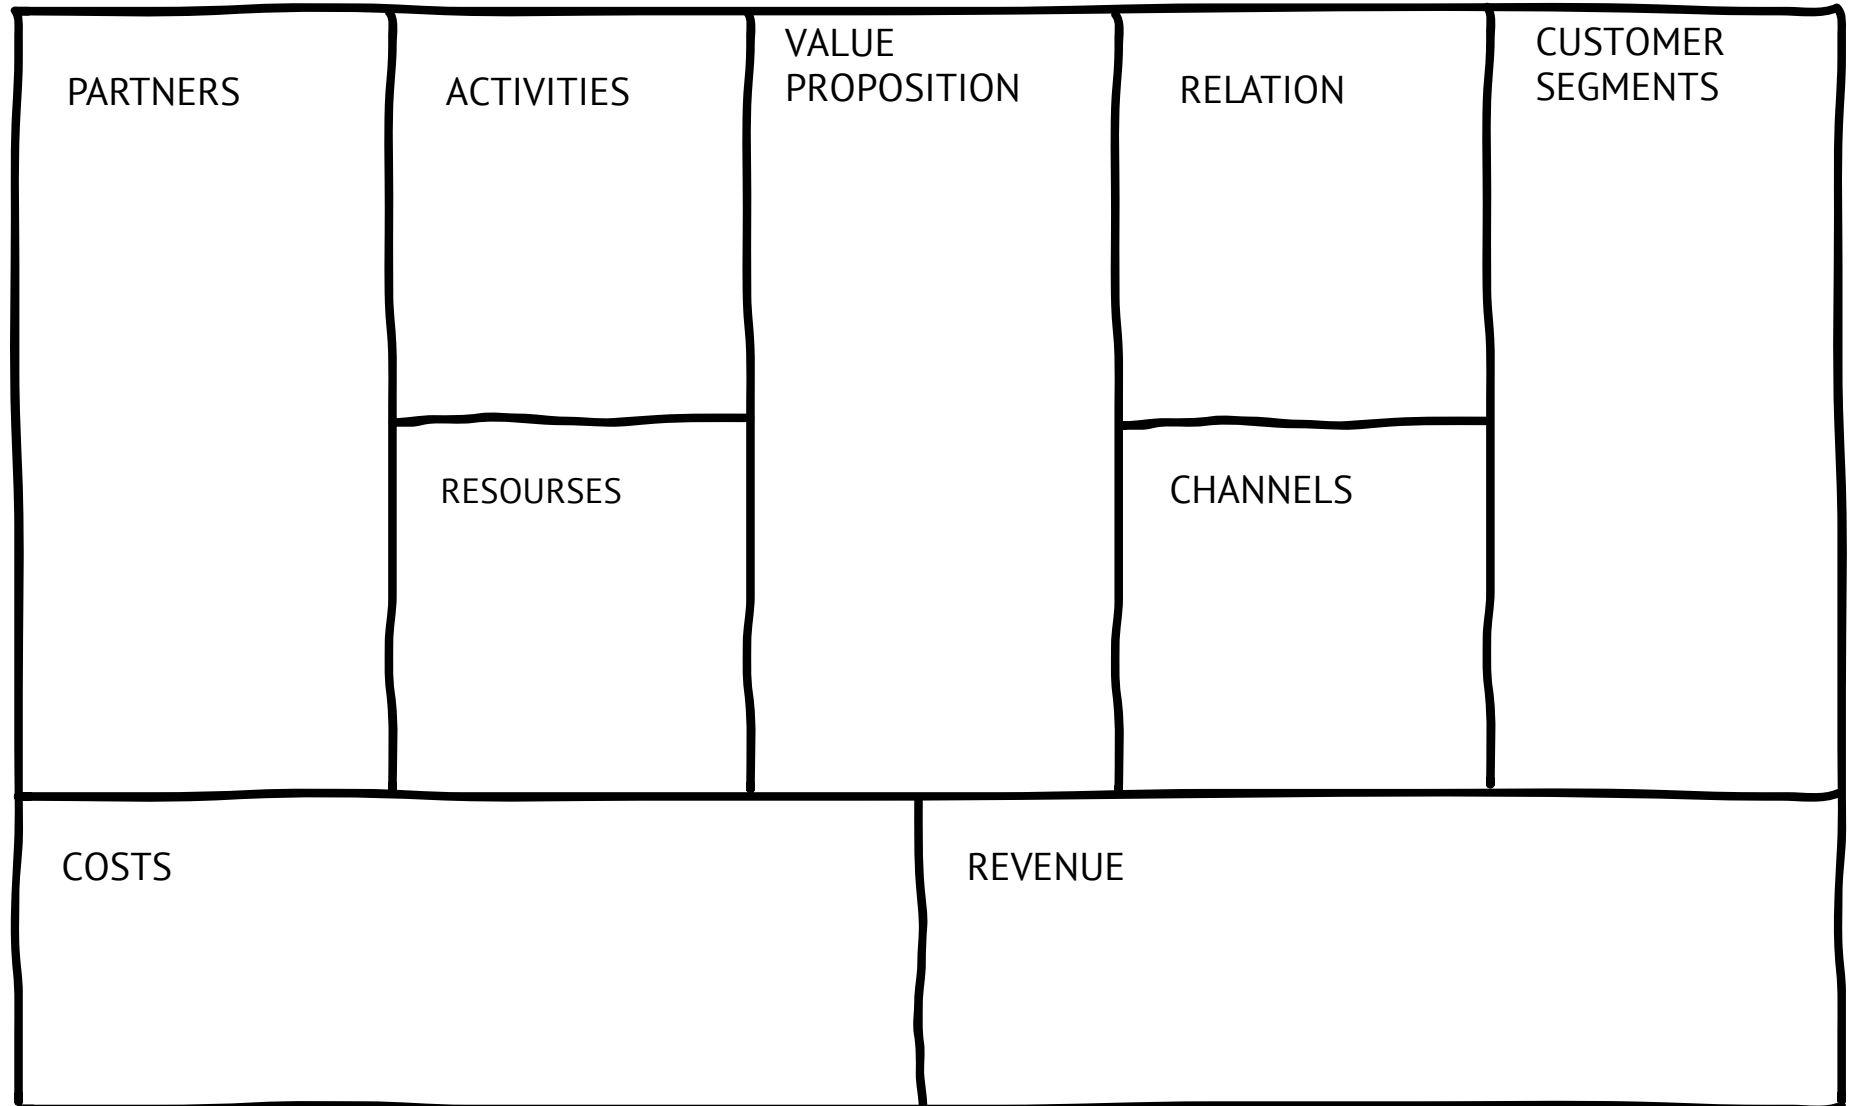 PARTNERS
ACTIVITIES
VALUE
PROPOSITION
RELATION
CUSTOMER
SEGMENTS
RESOURSES
CHANNELS
COSTS
REVENUE